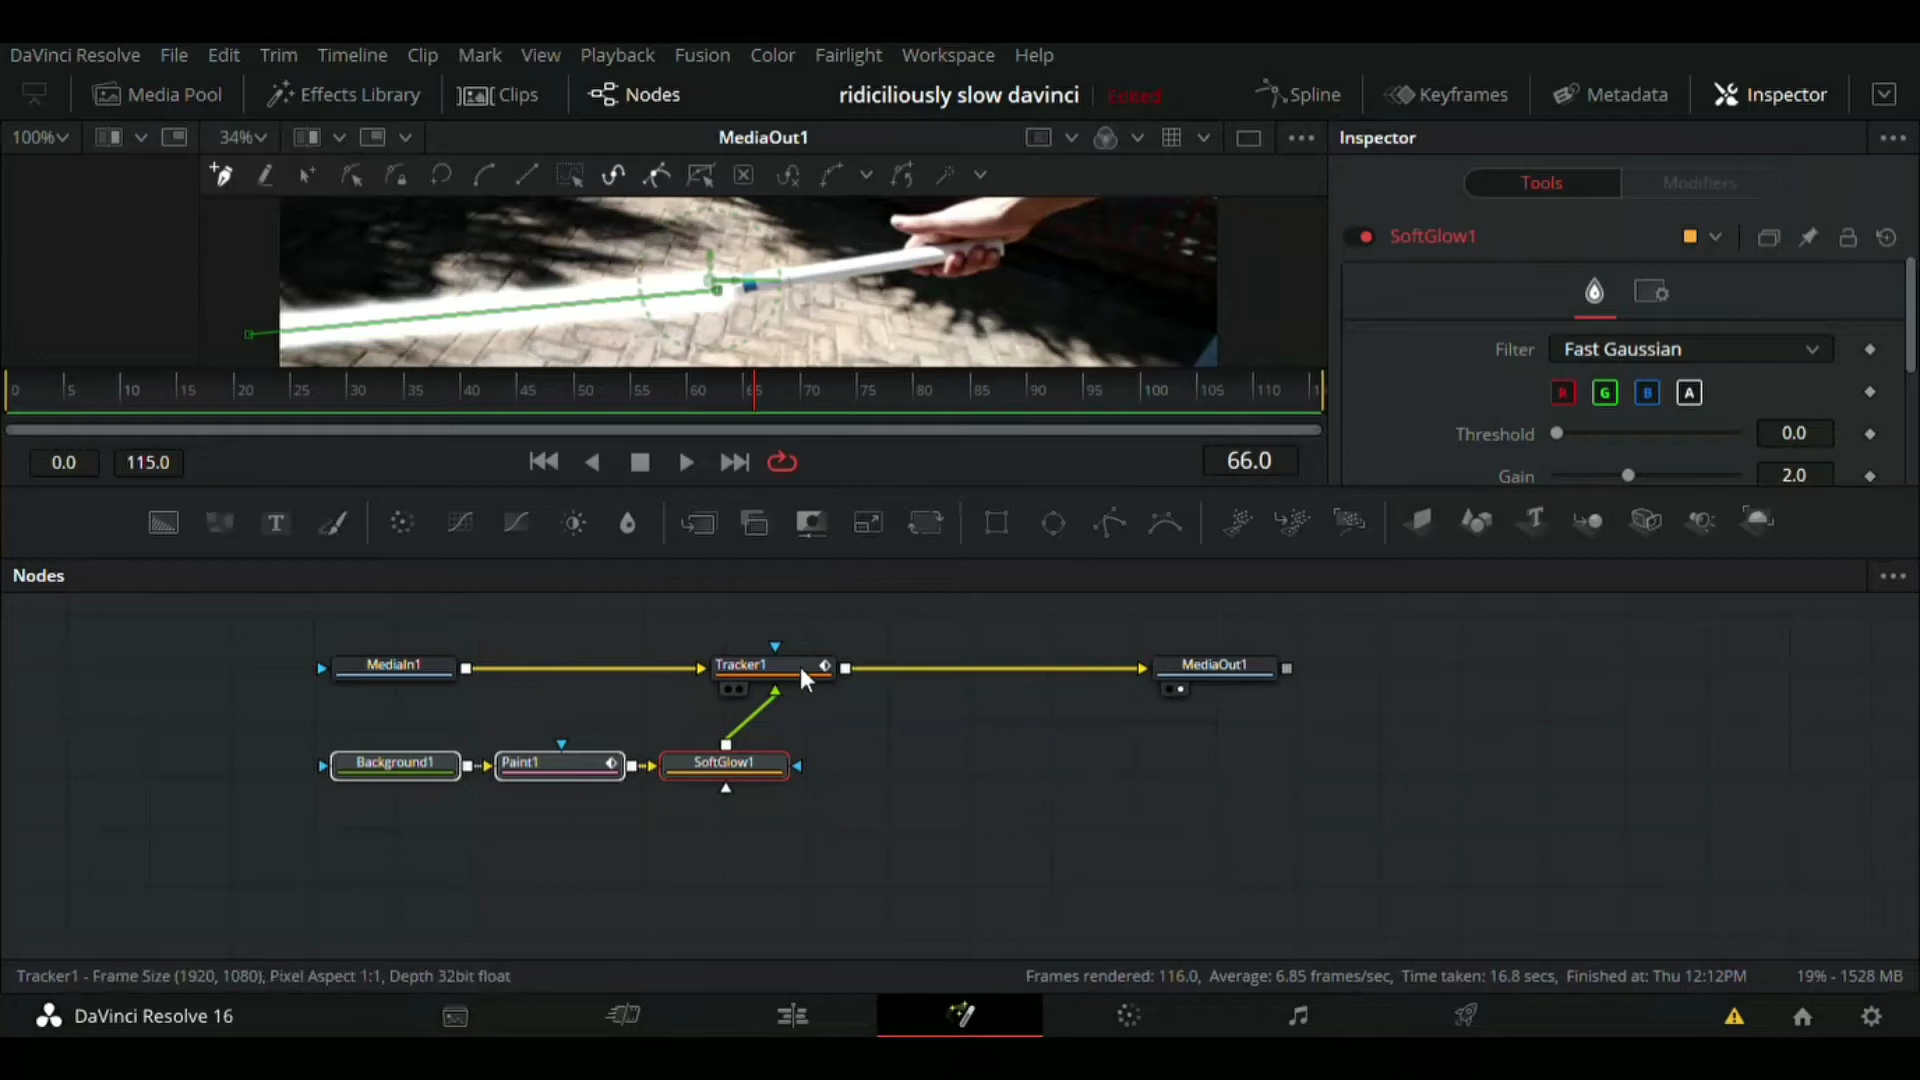 DaVinci Resolve File Edit Trim Timeline Clip Mark View Playback Fusion Color Fairlight Workspace Help
Media Pool Effects Library Clips Nodes ridiciliously slow davinci Edited Spline Keyframes Metadata Inspector
100% 34% MediaOut1 Inspector
Tools Modifiers
SoftGlow1
Filter Fast Gaussian
R G B A
Threshold 0.0
Gain 2.0
0 5 10 15 20 25 30 35 40 45 50 55 60 65 70 75 80 85 90 95 100 105 110
0.0 115.0 66.0
T T
Nodes
MediaIn1 Tracker1 MediaOut1
Background1 Paint1 SoftGlow1
Tracker1 - Frame Size (1920, 1080), Pixel Aspect 1:1, Depth 32bit float Frames rendered: 116.0, Average: 6.85 frames/sec, Time taken: 16.8 secs, Finished at: Thu 12:12PM 19% - 1528 MB
DaVinci Resolve 16